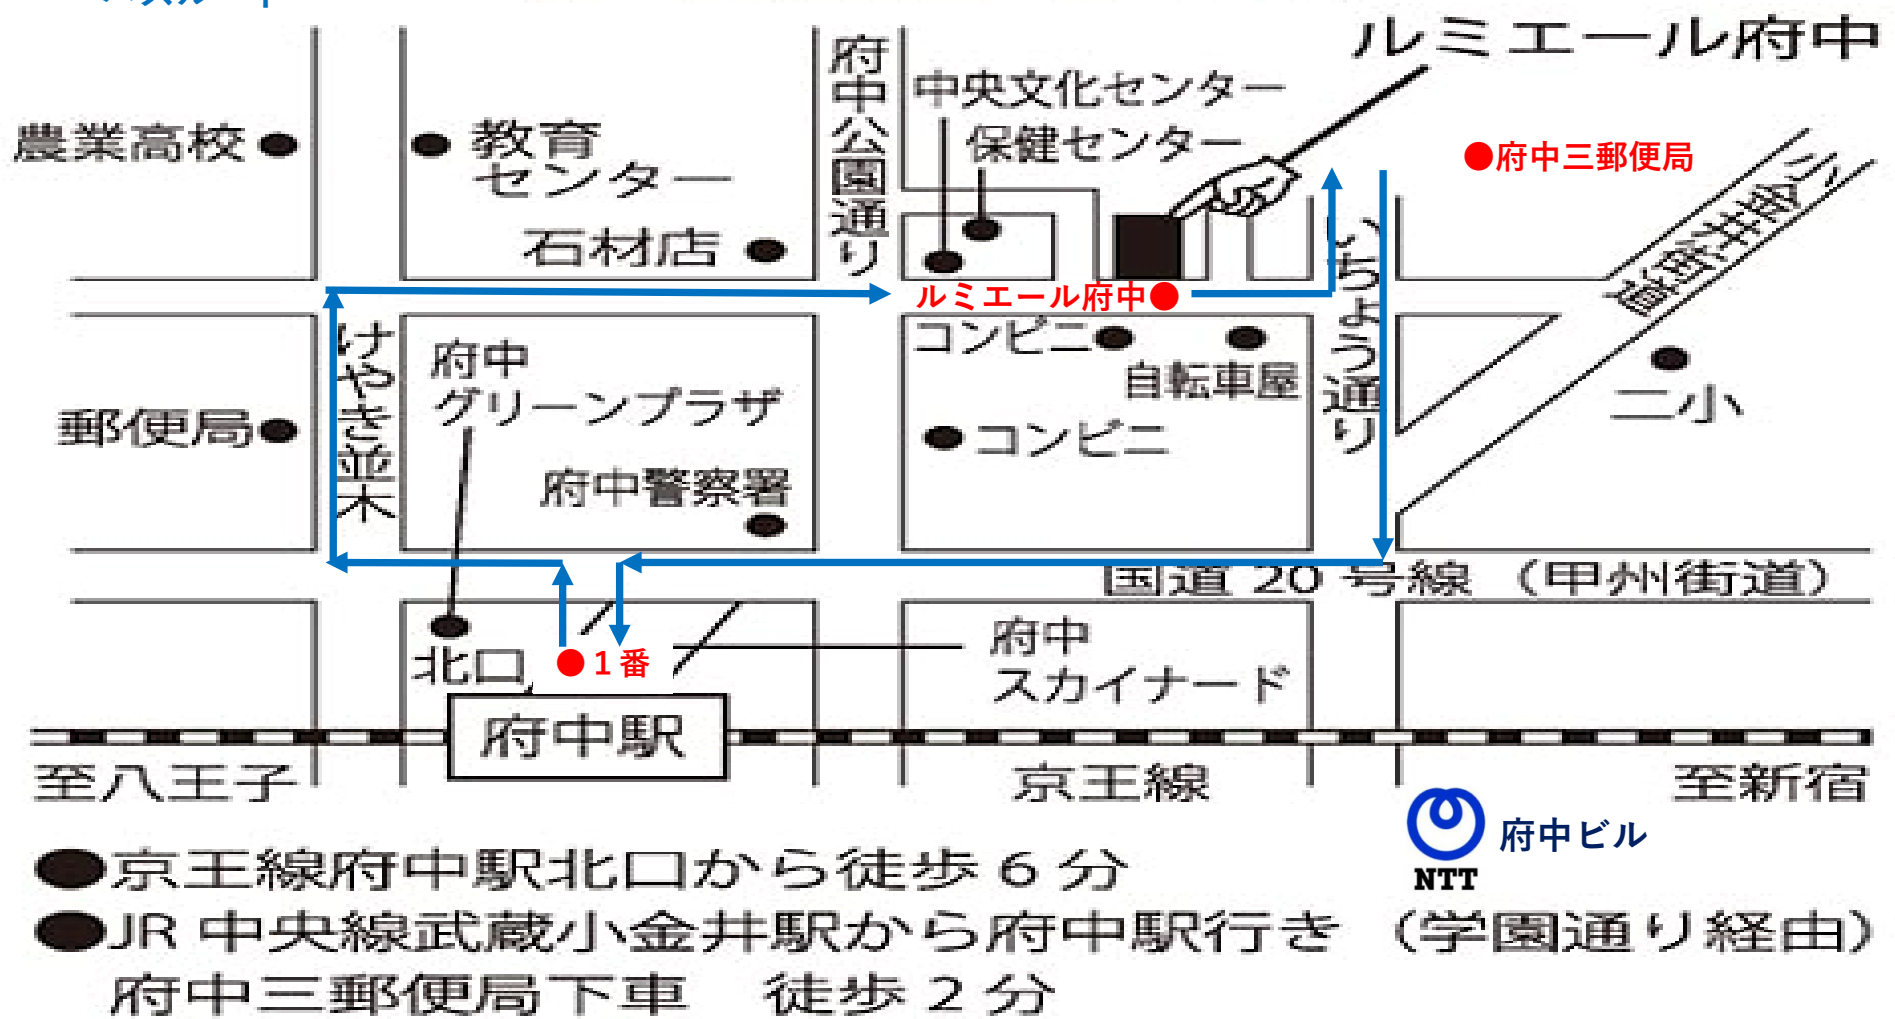 ルミエール府中
府中公園通り
中央文化センター
保健センター
農業高校
教育
センター
石材店
府中三郵便局
小金井街道
ルミエール府中
いちょう通り
けやき並木
府中
グリーンプラザ
コンビニ
自転車屋
二小
郵便局
コンビニ
府中警察署
国道 20 号線（甲州街道）
北口
1番
府中
スカイナード
府中駅
至八王子
京王線
至新宿
府中ビル
NTT
●京王線府中駅北口から徒歩 6 分
●JR 中央線武蔵小金井駅から府中駅行き （学園通り経由）
府中三郵便局下車　徒歩 2 分